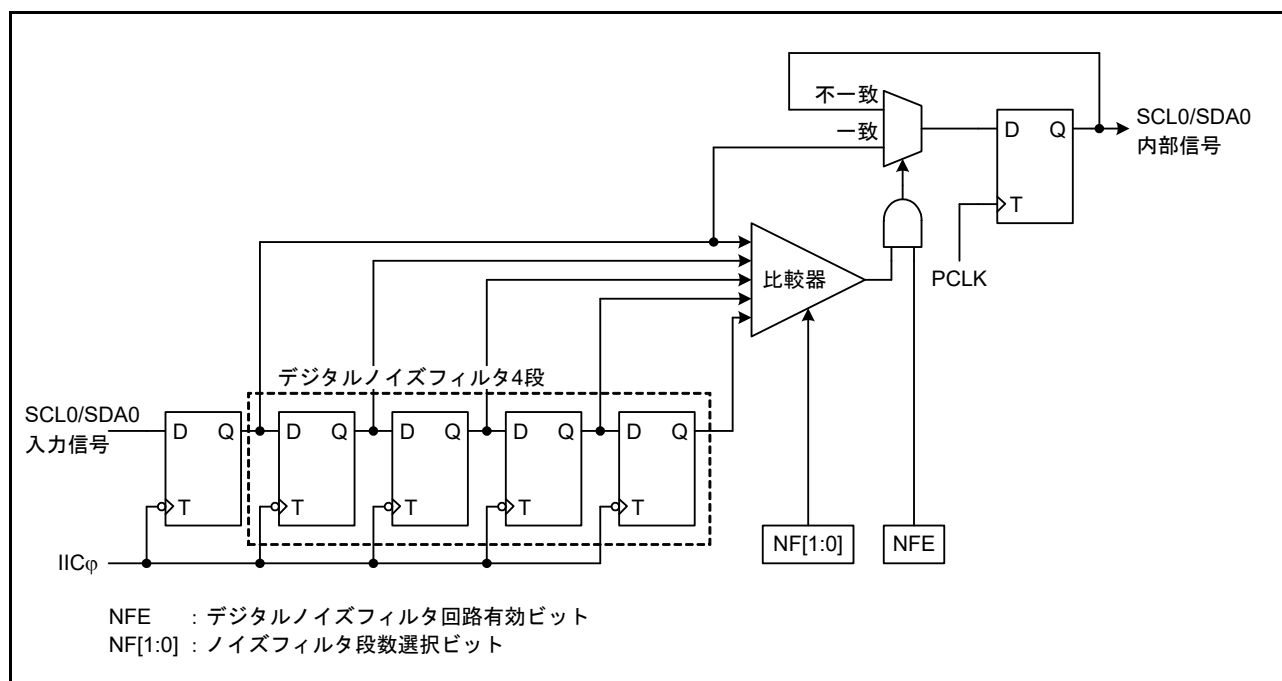 不一致
一致
D Q
T
SCL0/SDA0
内部信号
PCLK
比較器
デジタルノイズフィルタ4段
SCL0/SDA0
入力信号
D Q
T
D Q
T
D Q
T
D Q
T
D Q
T
NF[1:0]
NFE
IICφ
NFE : デジタルノイズフィルタ回路有効ビット
NF[1:0] : ノイズフィルタ段数選択ビット